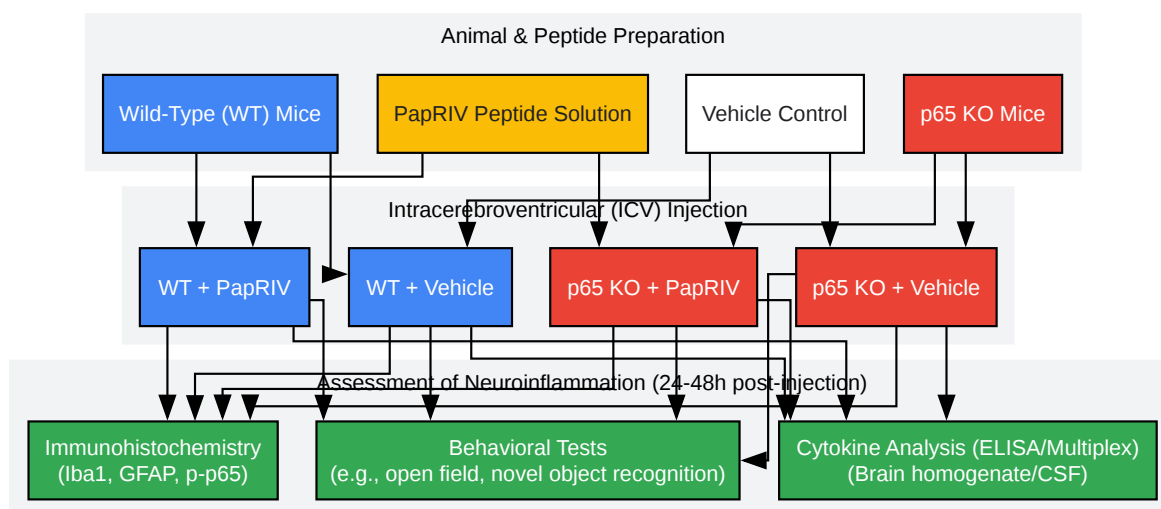 Animal & Peptide Preparation
Wild-Type (WT) Mice
PapRIV Peptide Solution
Vehicle Control
p65 KO Mice
Intracerebroventricular (ICV) Injection
WT + PapRIV
WT + Vehicle
p65 KO + PapRIV
p65 KO + Vehicle
Assessment of Neuroinflammation (24-48h post-injection)
Immunohistochemistry
(Iba1, GFAP, p-p65)
Behavioral Tests
(e.g., open field, novel object recognition)
Cytokine Analysis (ELISA/Multiplex)
(Brain homogenate/CSF)